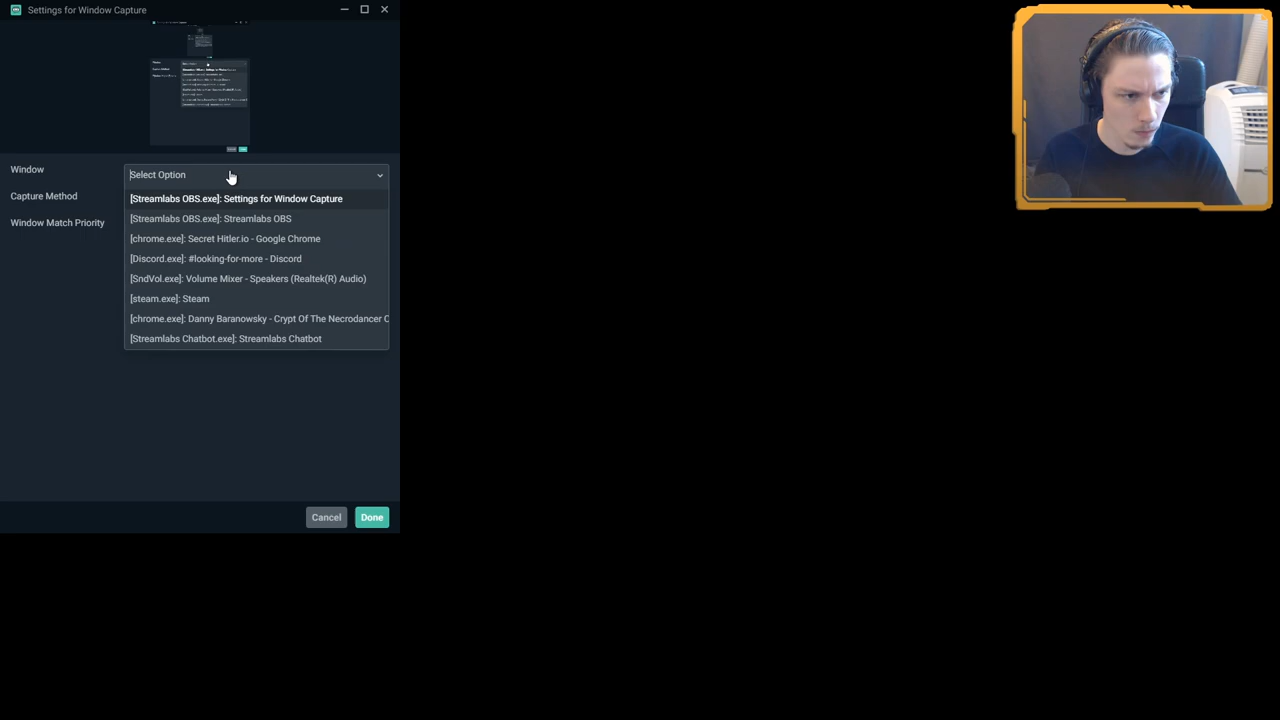 Settings for Window Capture
Window
Select Option
[Streamlabs OBS.exe]: Settings for Window Capture
Capture Method
[Streamlabs OBS.exe]: Streamlabs OBS
Window Match Priority
[chrome.exe]: Secret Hitler.io - Google Chrome
[Discord.exe]: #looking-for-more - Discord
[SndVol.exe]: Volume Mixer - Speakers (Realtek(R) Audio)
[steam.exe]: Steam
[chrome.exe]: Danny Baranowsky - Crypt Of The Necrodancer O
[Streamlabs Chatbot.exe]: Streamlabs Chatbot
Cancel
Done